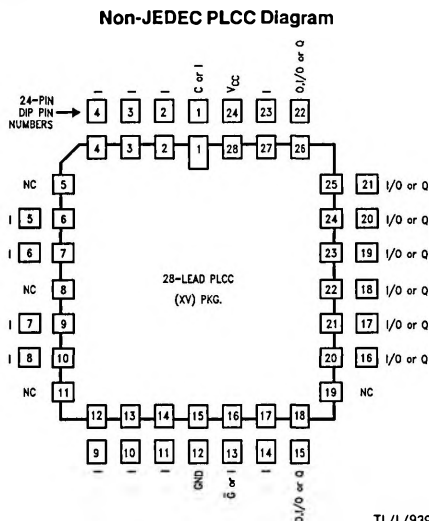 Non-JEDEC PLCC Diagram
I I I C or I VCC I O,I/O or Q
24-PIN
DIP PIN
NUMBERS
4 3 2 1 24 23 22
4 3 2 1 28 27 26
NC 5 25 21 I/O or Q
I 5 6 24 20 I/O or Q
I 6 7 23 19 I/O or Q
NC 8 22 18 I/O or Q
28-LEAD PLCC
(XV) PKG.
I 7 9 21 17 I/O or Q
I 8 10 20 16 I/O or Q
NC 11 19 NC
12 13 14 15 16 17 18
9 10 11 12 13 14 15
I I I GND G̅ or I I O,I/O or Q
TL/L/939